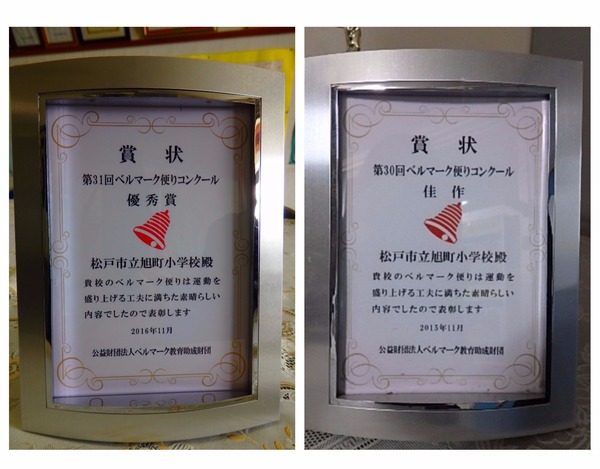 賞状
第31回ベルマーク便りコンクール
優秀賞
松戸市立旭町小学校殿
貴校のベルマーク便りは運動を
盛り上げる工夫に満ちた素晴らしい
内容でしたので表彰します
2016年11月
公益財団法人ベルマーク教育助成財団
賞状
第30回ベルマーク便りコンクール
佳作
松戸市立旭町小学校殿
貴校のベルマーク便りは運動を
盛り上げる工夫に満ちた素晴らしい
内容でしたので表彰します
2015年11月
公益財団法人ベルマーク教育助成財団